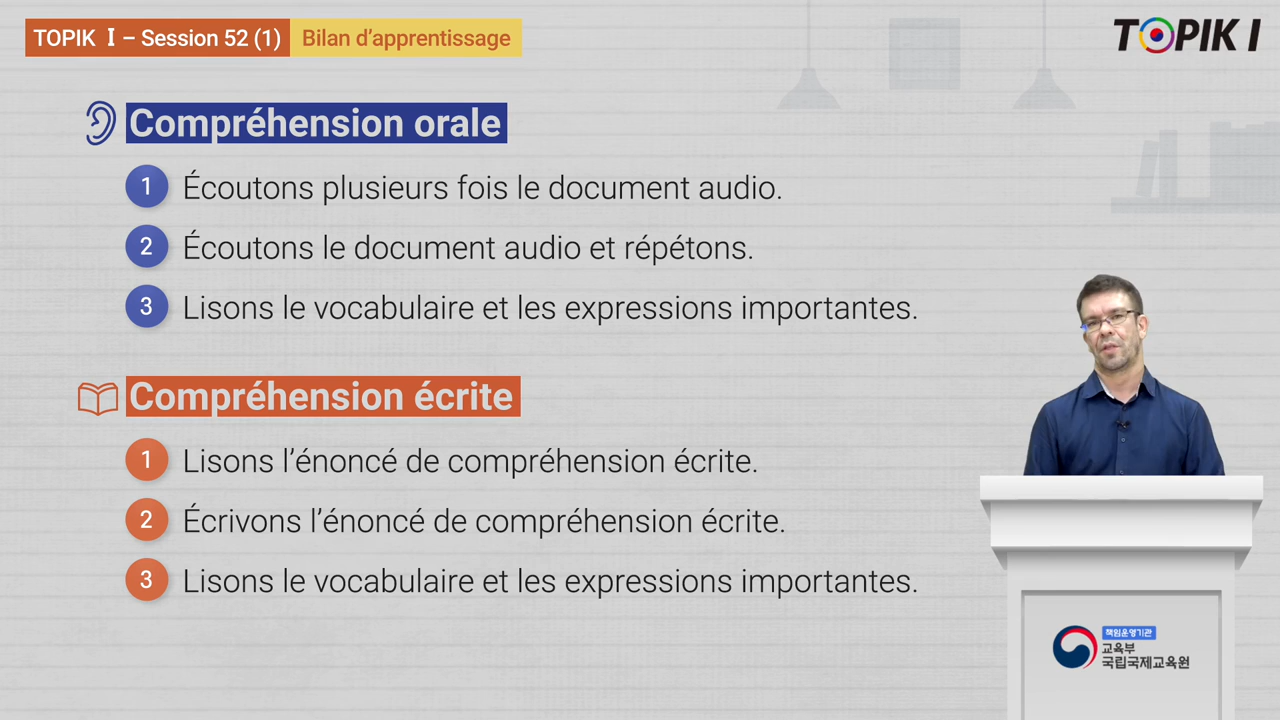 TOPIK Ⅰ – Session 52 (1) Bilan d’apprentissage
TOPIK I
Compréhension orale
1 Écoutons plusieurs fois le document audio.
2 Écoutons le document audio et répétons.
3 Lisons le vocabulaire et les expressions importantes.
Compréhension écrite
1 Lisons l’énoncé de compréhension écrite.
2 Écrivons l’énoncé de compréhension écrite.
3 Lisons le vocabulaire et les expressions importantes.
책임운영기관
교육부
국립국제교육원